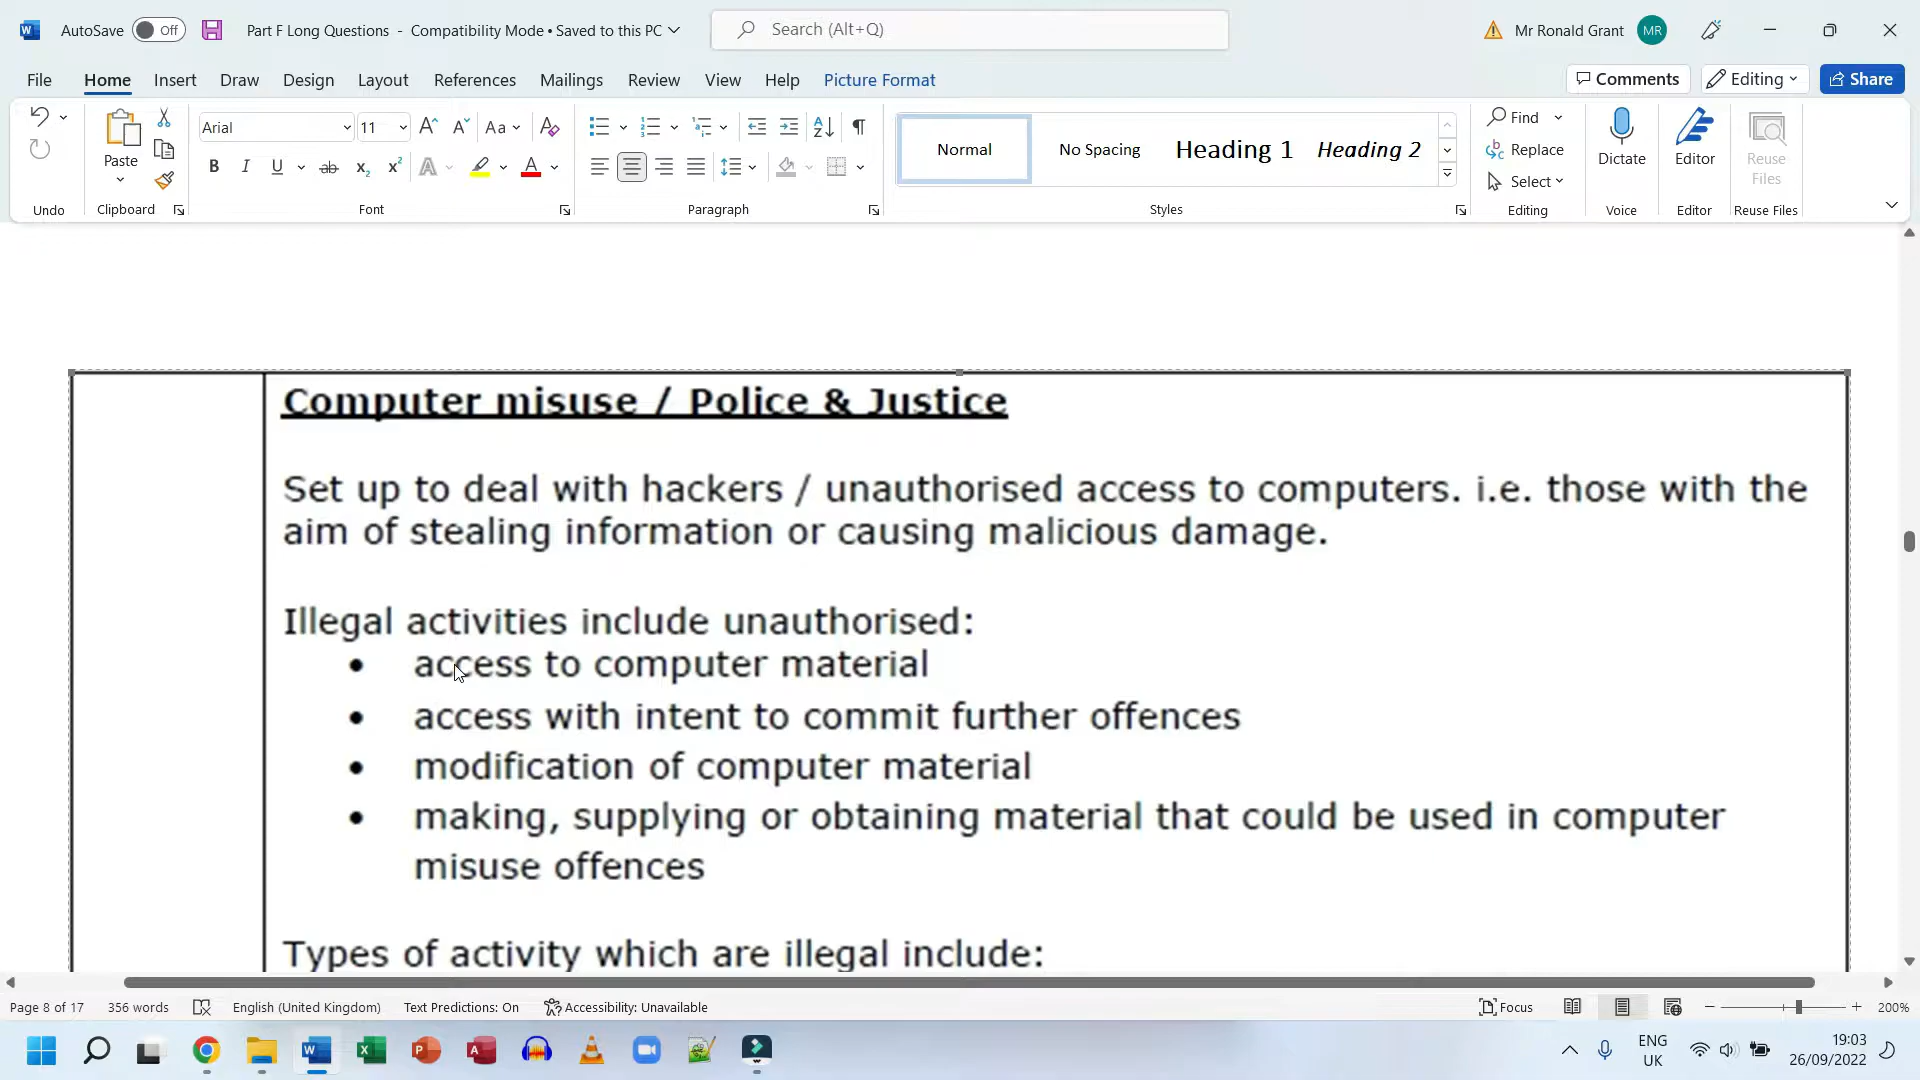 AutoSave Off Part F Long Questions - Compatibility Mode • Saved to this PC Search (Alt+Q) Mr Ronald Grant MR
File Home Insert Draw Design Layout References Mailings Review View Help Picture Format Comments Editing Share
Arial 11 Aa Normal No Spacing Heading 1 Heading 2 Find
Paste Replace Dictate Editor Reuse Files
B I U ab x₂ x² A A Select
Undo Clipboard Font Paragraph Styles Editing Voice Editor Reuse Files
Computer misuse / Police & Justice
Set up to deal with hackers / unauthorised access to computers. i.e. those with the
aim of stealing information or causing malicious damage.
Illegal activities include unauthorised:
• access to computer material
• access with intent to commit further offences
• modification of computer material
• making, supplying or obtaining material that could be used in computer
misuse offences
Types of activity which are illegal include:
Page 8 of 17 356 words English (United Kingdom) Text Predictions: On Accessibility: Unavailable Focus 200%
ENG 19:03
UK 26/09/2022